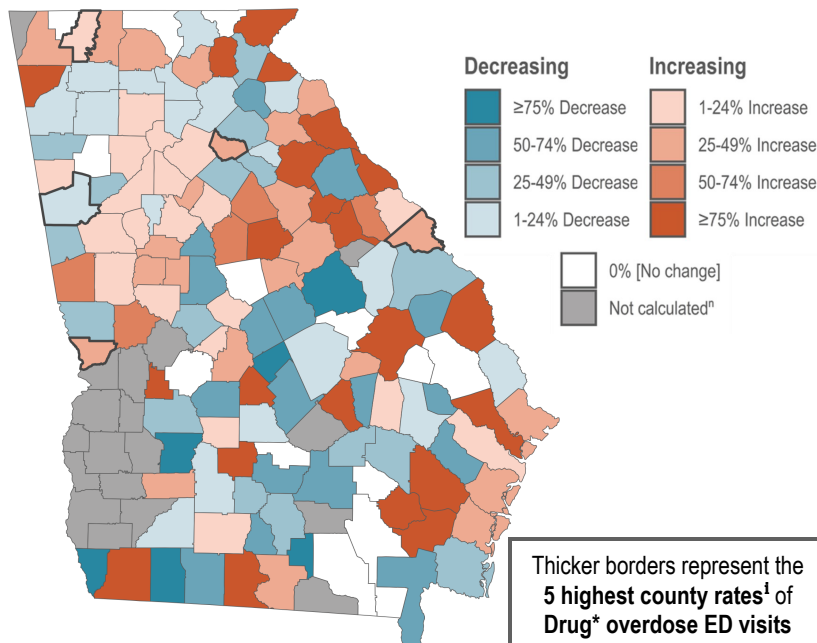 Decreasing
≥75% Decrease
50-74% Decrease
25-49% Decrease
1-24% Decrease
Increasing
1-24% Increase
25-49% Increase
50-74% Increase
≥75% Increase
0% [No change]
Not calculatedⁿ
Thicker borders represent the
5 highest county ratesⁱ of
Drug* overdose ED visits